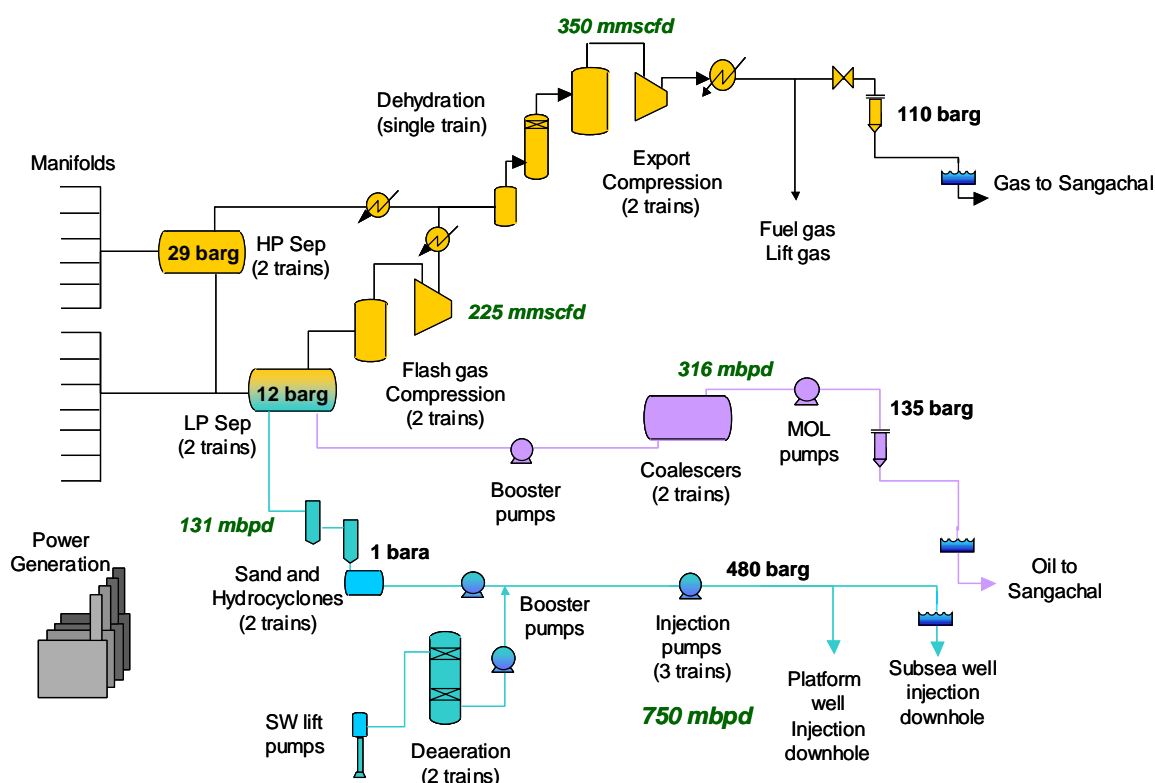 350 mmscfd
Dehydration
(single train)
110 barg
Manifolds
Export
Compression
(2 trains)
Gas to Sangachal
Fuel gas
Lift gas
29 barg
HP Sep
(2 trains)
225 mmscfd
Flash gas
Compression
(2 trains)
12 barg
LP Sep
(2 trains)
316 mbpd
MOL
pumps
135 barg
Coalescers
(2 trains)
Booster
pumps
131 mbpd
Power
Generation
1 bara
Sand and
Hydrocyclones
(2 trains)
480 barg
Oil to
Sangachal
Booster
pumps
Injection
pumps
(3 trains)
Platform
well
Injection
downhole
Subsea well
injection
downhole
750 mbpd
SW lift
pumps
Deaeration
(2 trains)